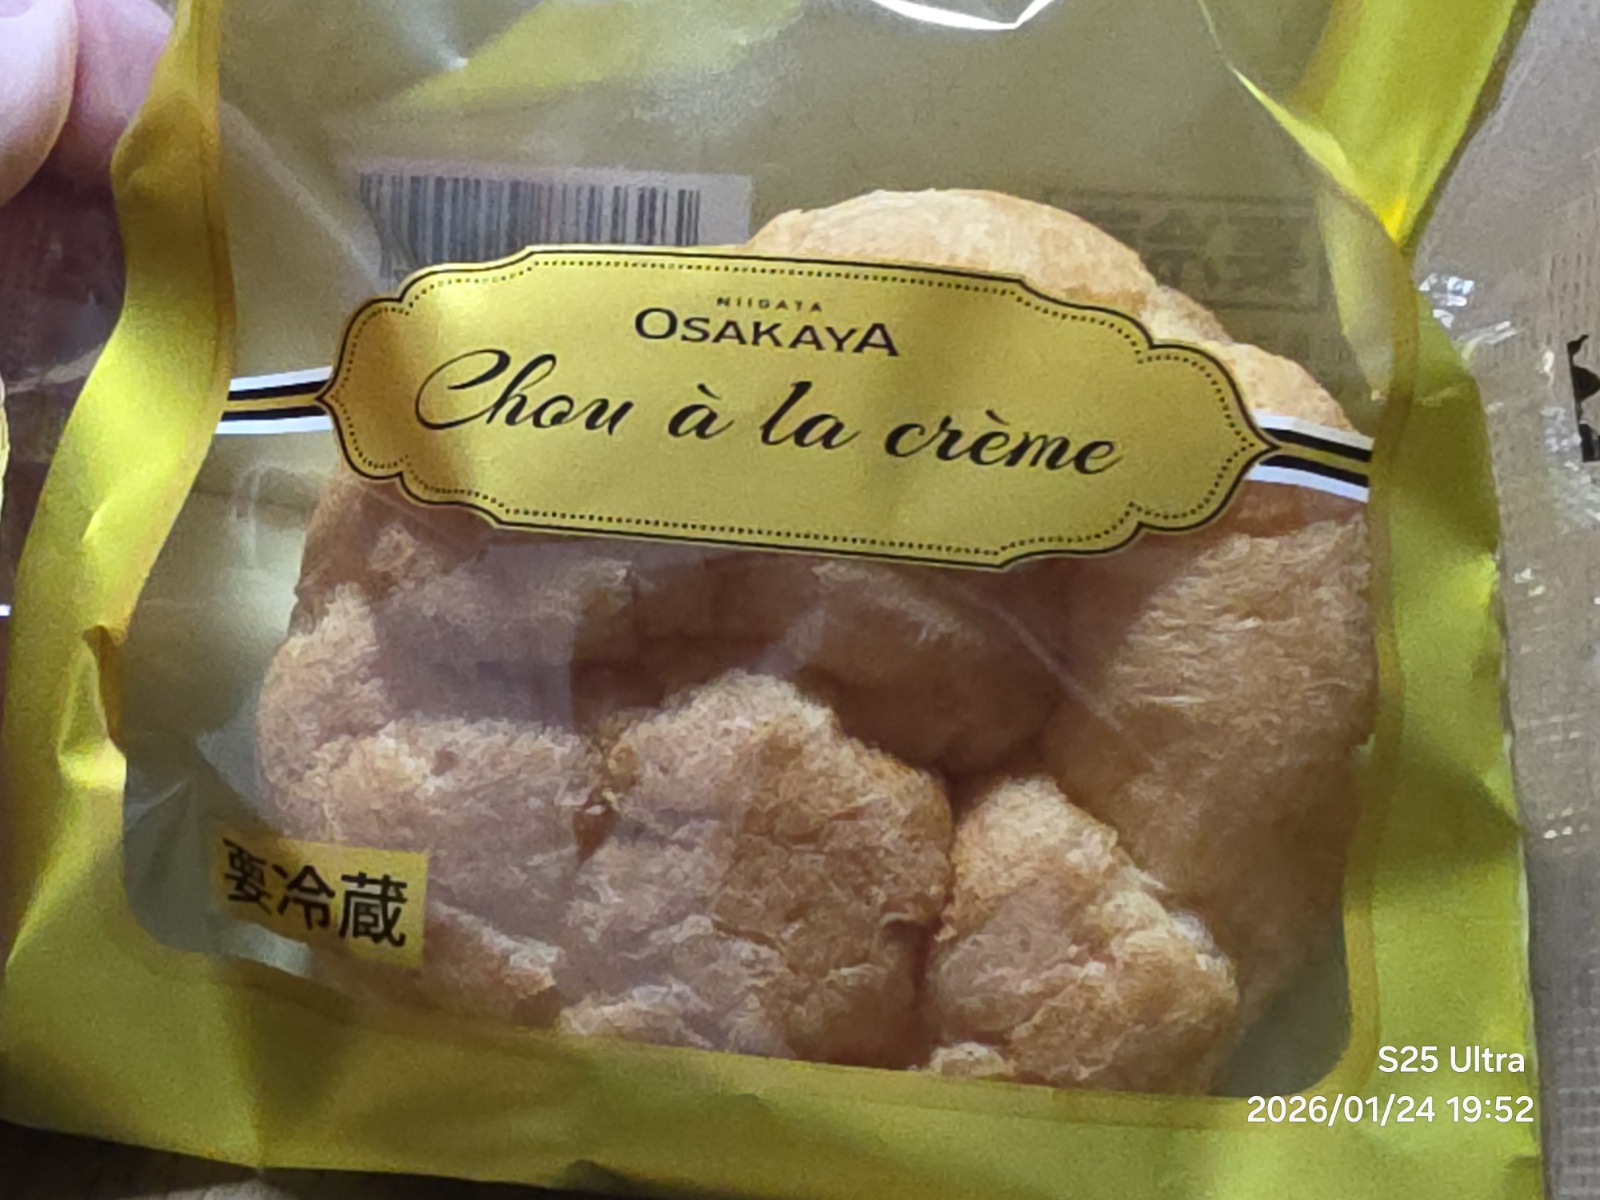 NIIGATA
OSAKAYA
Chou à la crème
要冷蔵
S25 Ultra
2026/01/24 19:52